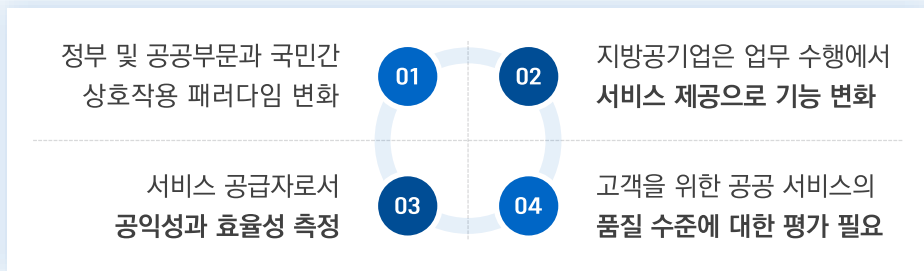 정부 및 공공부문과 국민간
상호작용 패러다임 변화
01
02
지방공기업은 업무 수행에서
서비스 제공으로 기능 변화
서비스 공급자로서
공익성과 효율성 측정
03
04
고객을 위한 공공 서비스의
품질 수준에 대한 평가 필요